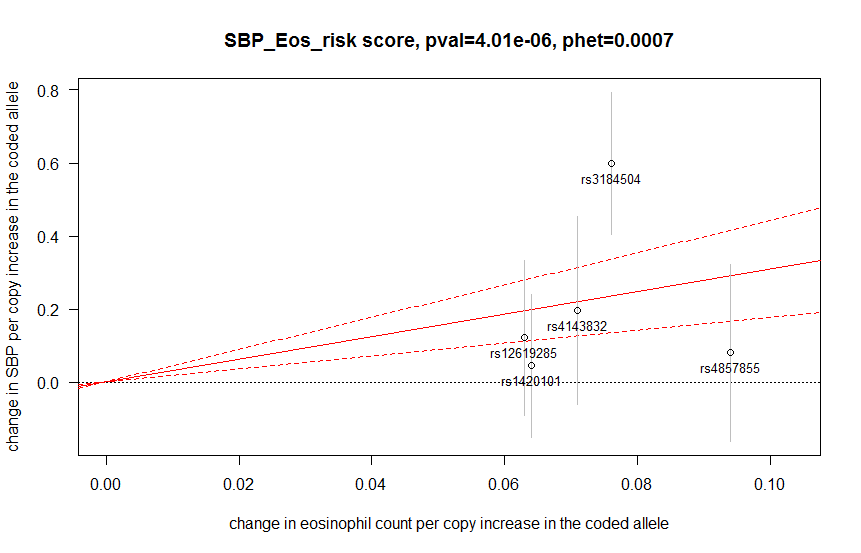 SBP_Eos_risk score, pval=4.01e-06, phet=0.0007
change in SBP per copy increase in the coded allele
0.8
0.6
0.4
0.2
0.0
rs3184504
rs4143832
rs12619285
rs4857855
rs1420101
0.00 0.02 0.04 0.06 0.08 0.10
change in eosinophil count per copy increase in the coded allele